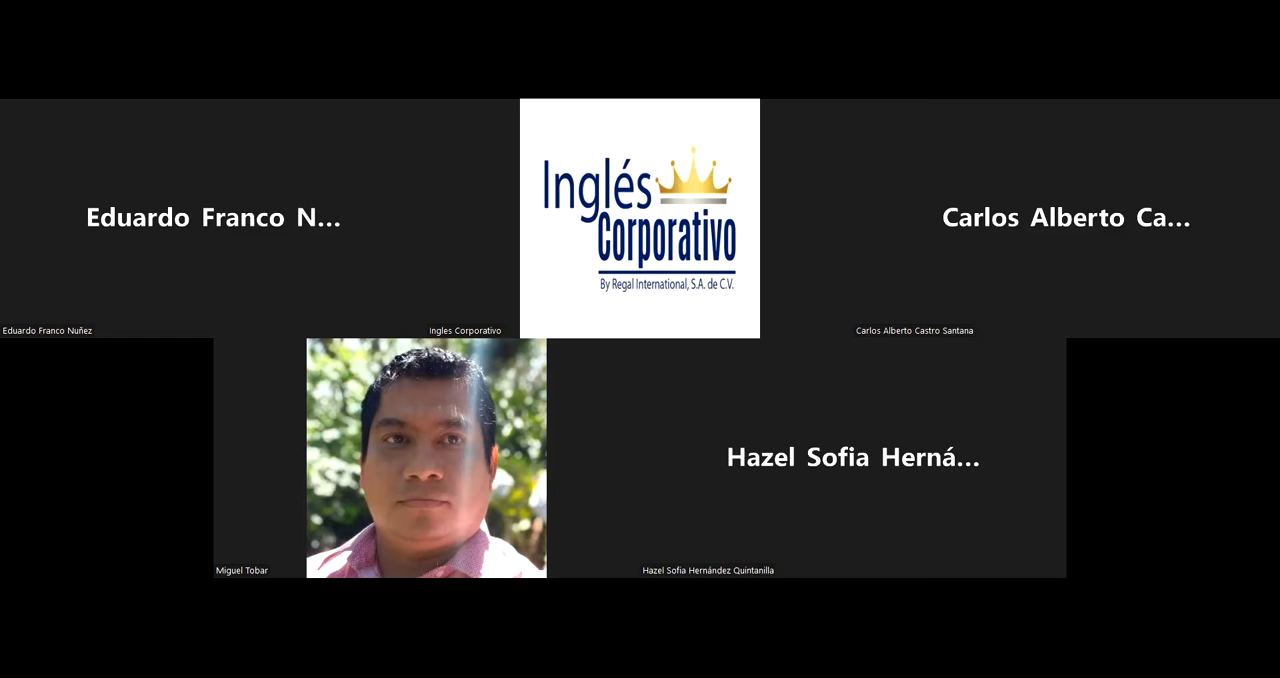 Eduardo Franco N...
Inglés
Corporativo
By Regal International, S.A. de C.V.
Carlos Alberto Ca...
Eduardo Franco Nuñez
Ingles Corporativo
Carlos Alberto Castro Santana
Hazel Sofia Herná...
Miguel Tobar
Hazel Sofia Hernández Quintanilla